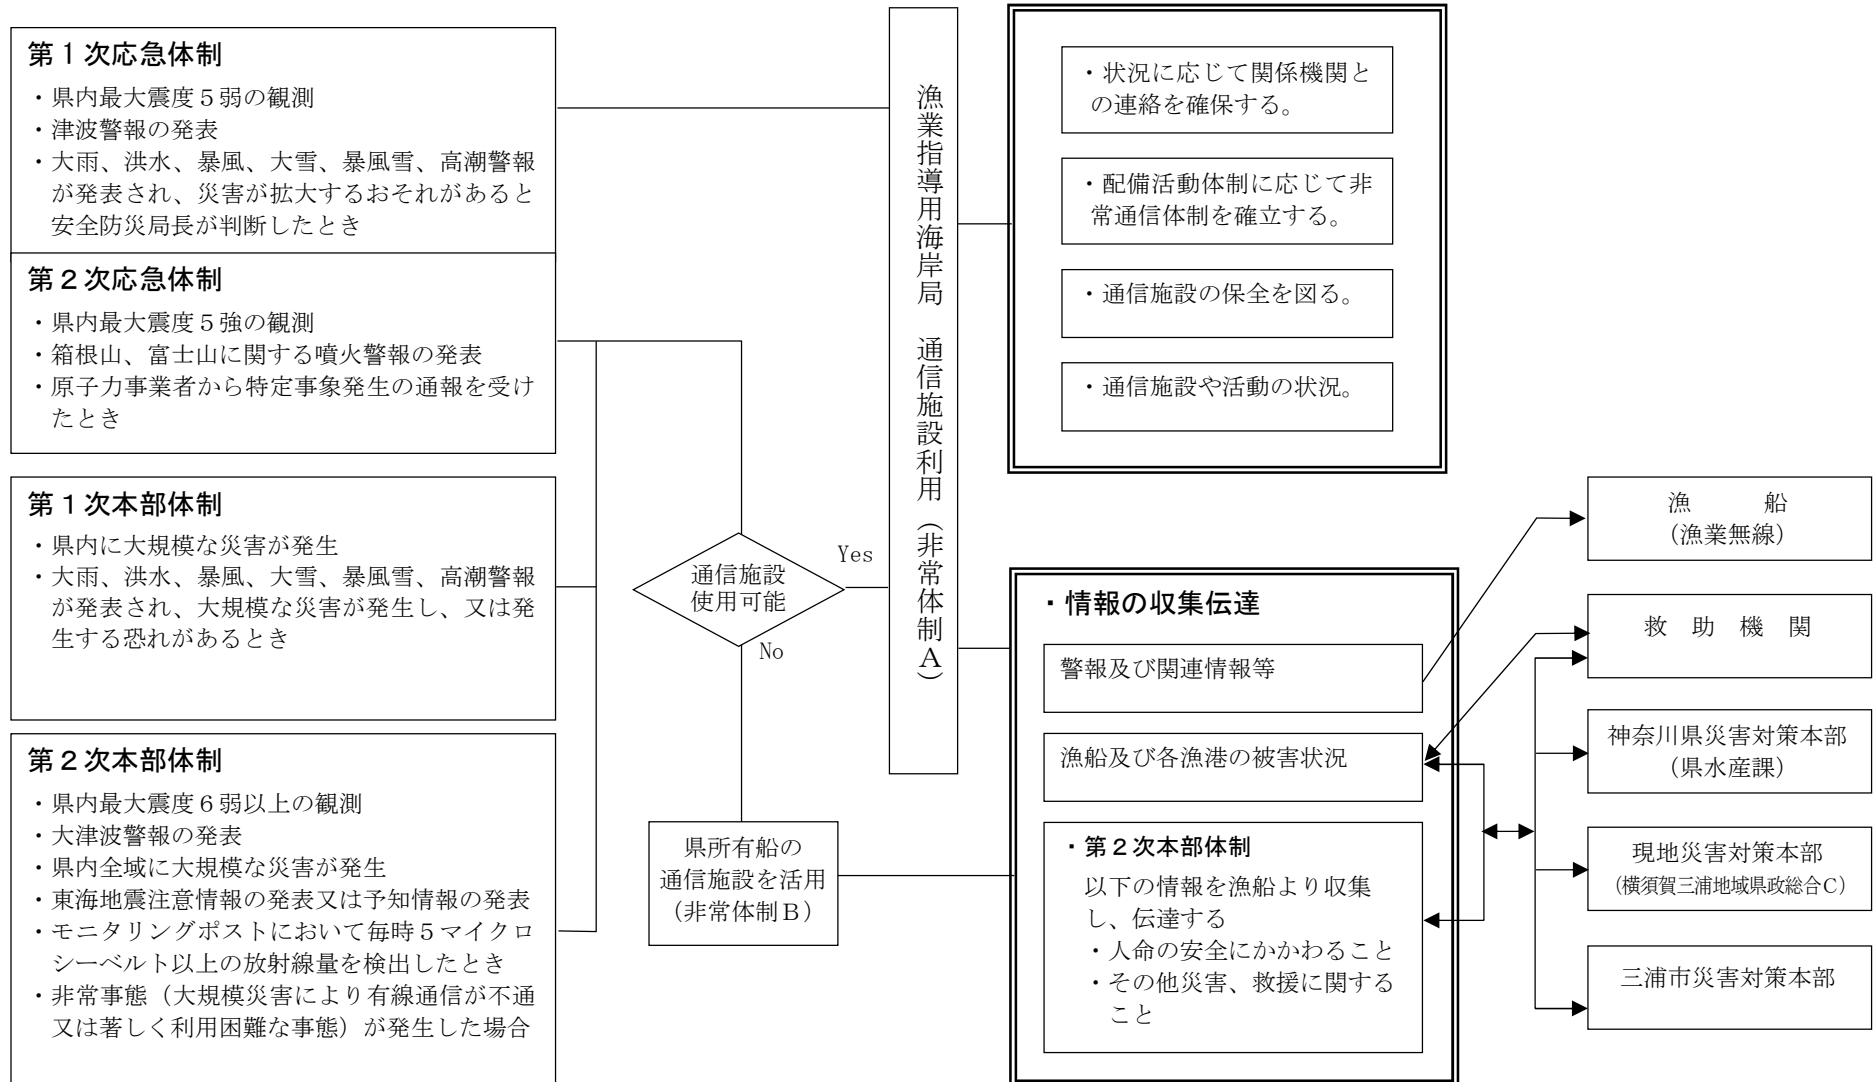 第１次応急体制
・県内最大震度５弱の観測
・津波警報の発表
・大雨、洪水、暴風、大雪、暴風雪、高潮警報
が発表され、災害が拡大するおそれがあると
安全防災局長が判断したとき
第２次応急体制
・県内最大震度５強の観測
・箱根山、富士山に関する噴火警報の発表
・原子力事業者から特定事象発生の通報を受け
たとき
第１次本部体制
・県内に大規模な災害が発生
・大雨、洪水、暴風、大雪、暴風雪、高潮警報
が発表され、大規模な災害が発生し、又は発
生する恐れがあるとき
第２次本部体制
・県内最大震度６弱以上の観測
・大津波警報の発表
・県内全域に大規模な災害が発生
・東海地震注意情報の発表又は予知情報の発表
・モニタリングポストにおいて毎時５マイクロ
シーベルト以上の放射線量を検出したとき
・非常事態（大規模災害により有線通信が不通
又は著しく利用困難な事態）が発生した場合
通信施設
使用可能
Yes
No
県所有船の
通信施設を活用
（非常体制Ｂ）
漁業指導用海岸局　通信施設利用（非常体制Ａ）
・状況に応じて関係機関と
の連絡を確保する。
・配備活動体制に応じて非
常通信体制を確立する。
・通信施設の保全を図る。
・通信施設や活動の状況。
・情報の収集伝達
警報及び関連情報等
漁船及び各漁港の被害状況
・第２次本部体制
以下の情報を漁船より収集
し、伝達する
・人命の安全にかかわること
・その他災害、救援に関する
こと
漁　　船
（漁業無線）
救　助　機　関
神奈川県災害対策本部
（県水産課）
現地災害対策本部
（横須賀三浦地域県政総合Ｃ）
三浦市災害対策本部